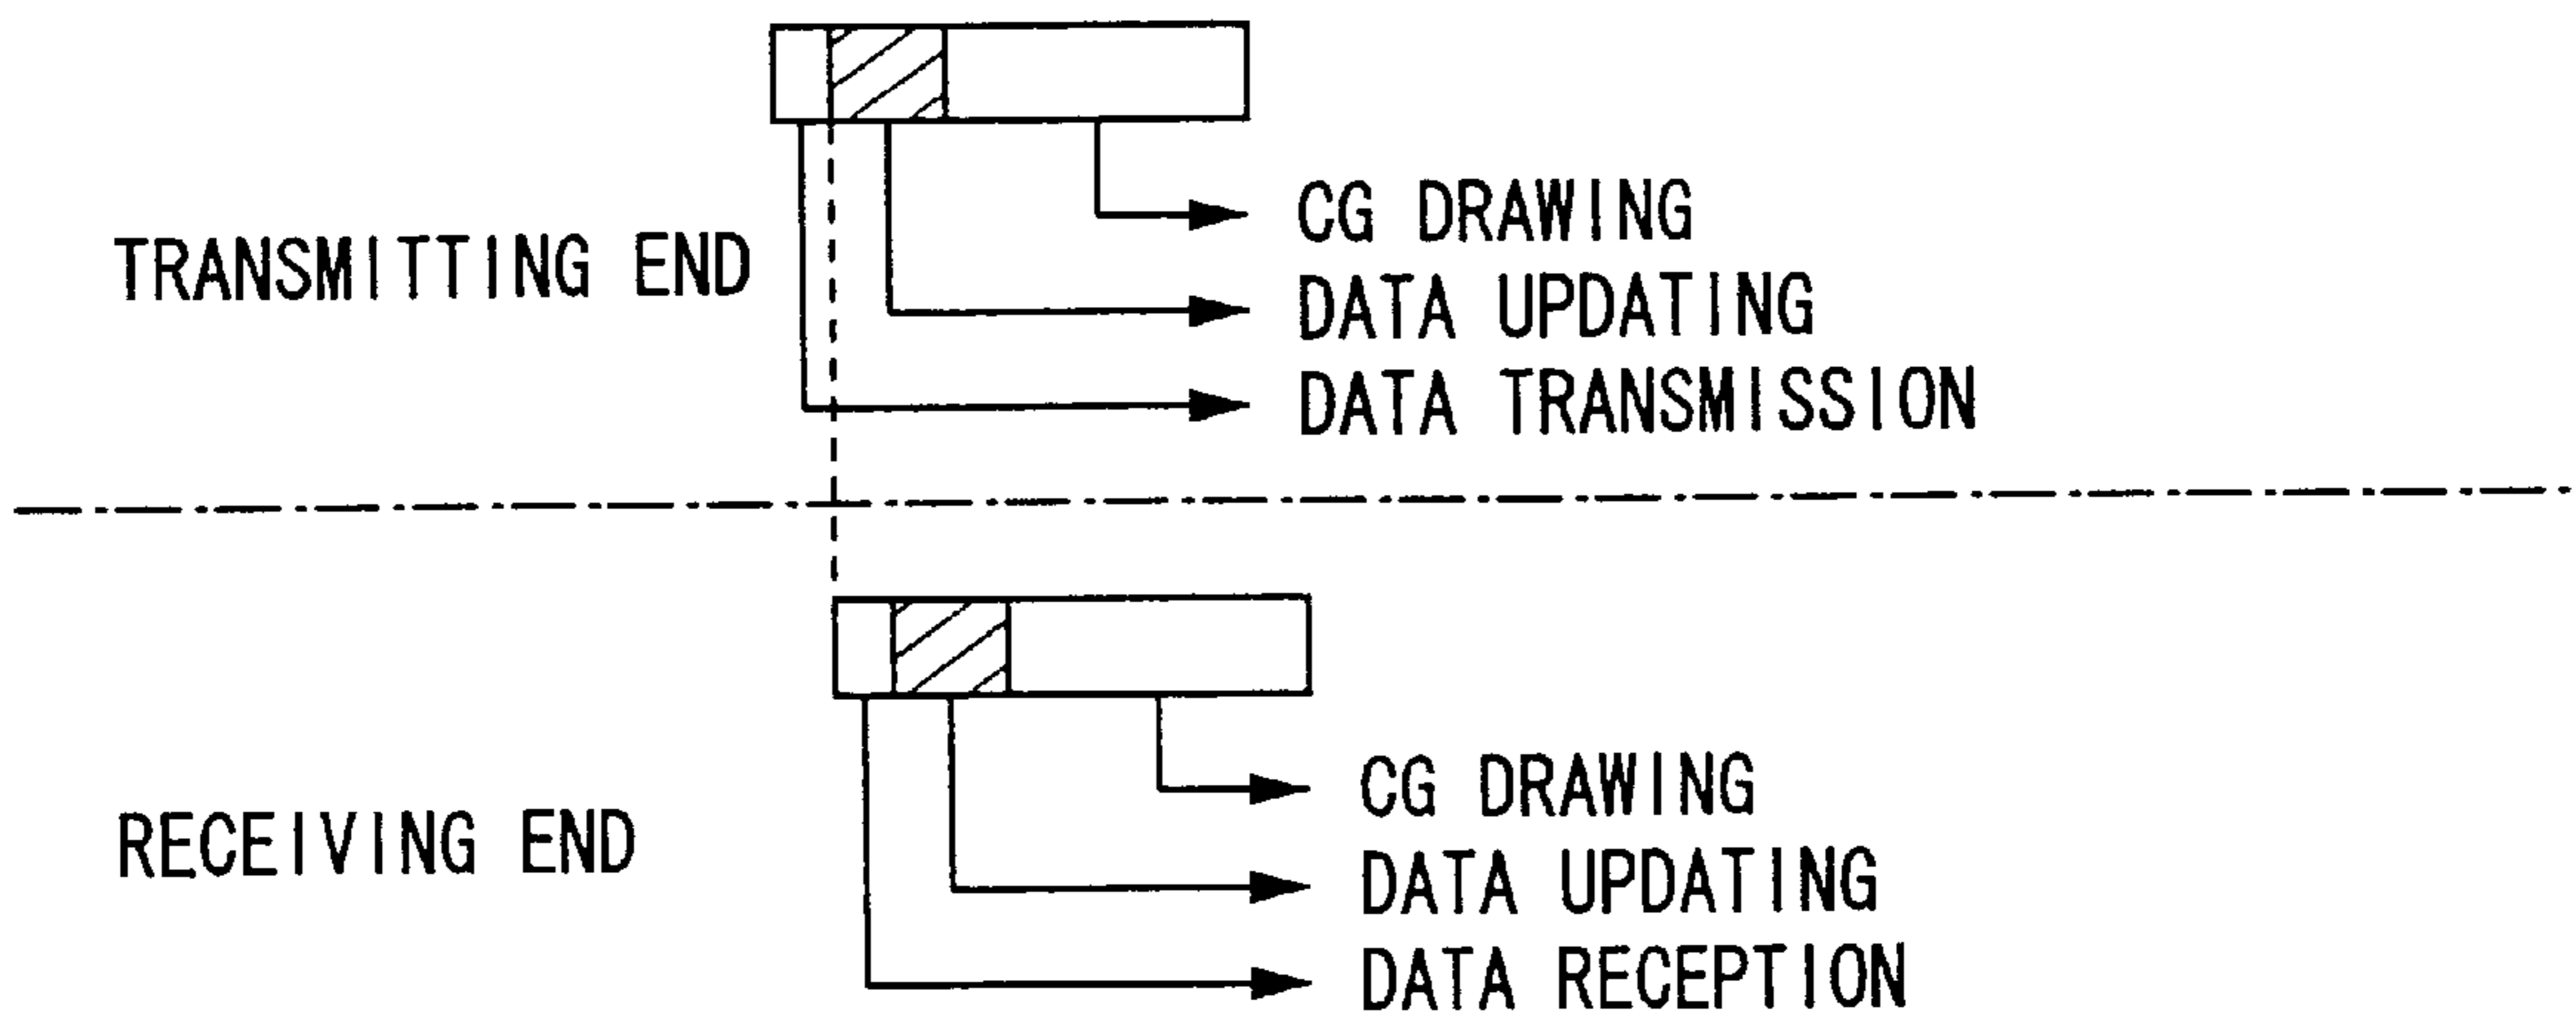 CG DRAWING
TRANSMITTING END
DATA UPDATING
DATA TRANSMISSION
CG DRAWING
RECEIVING END
DATA UPDATING
DATA RECEPTION